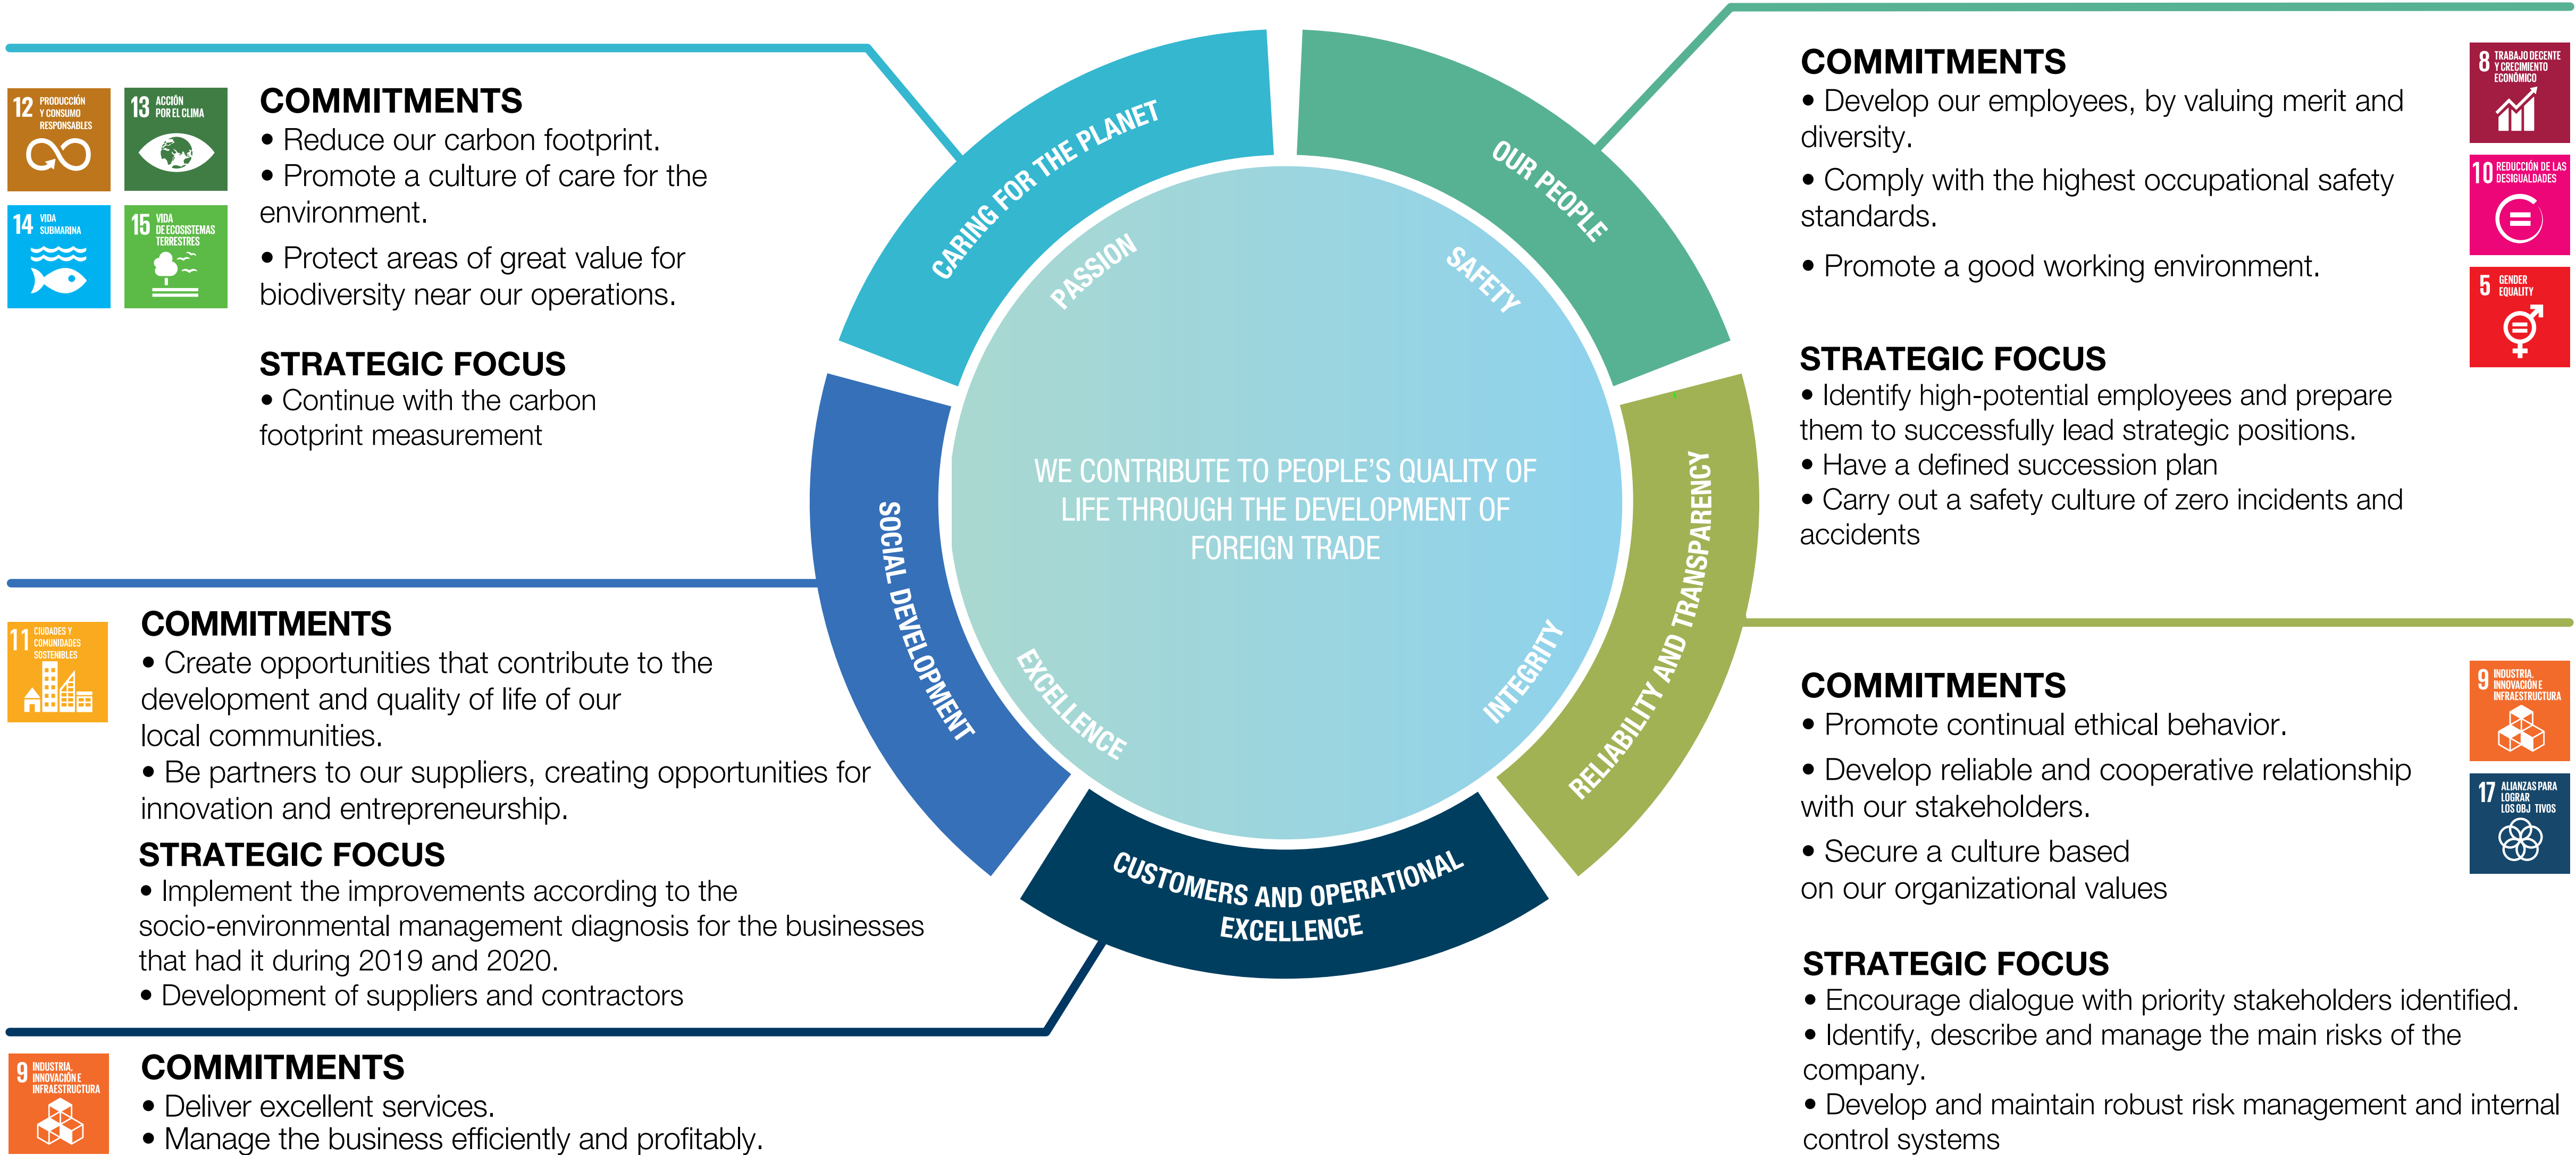 12 PRODUCCIÓN
Y CONSUMO
RESPONSABLES
13 ACCIÓN
POR EL CLIMA
14 VIDA
SUBMARINA
15 VIDA
DE ECOSISTEMAS
TERRESTRES
COMMITMENTS
• Reduce our carbon footprint.
• Promote a culture of care for the
environment.
• Protect areas of great value for
biodiversity near our operations.
STRATEGIC FOCUS
• Continue with the carbon
footprint measurement
11 CIUDADES Y
COMUNIDADES
SOSTENIBLES
COMMITMENTS
• Create opportunities that contribute to the
development and quality of life of our
local communities.
• Be partners to our suppliers, creating opportunities for
innovation and entrepreneurship.
STRATEGIC FOCUS
• Implement the improvements according to the
socio-environmental management diagnosis for the businesses
that had it during 2019 and 2020.
• Development of suppliers and contractors
9 INDUSTRIA,
INNOVACIÓN E
INFRAESTRUCTURA
COMMITMENTS
• Deliver excellent services.
• Manage the business efficiently and profitably.
CARING FOR THE PLANET
OUR PEOPLE
SOCIAL DEVELOPMENT
RELIABILITY AND TRANSPARENCY
CUSTOMERS AND OPERATIONAL
EXCELLENCE
PASSION
SAFETY
WE CONTRIBUTE TO PEOPLE’S QUALITY OF
LIFE THROUGH THE DEVELOPMENT OF
FOREIGN TRADE
EXCELLENCE
INTEGRITY
COMMITMENTS
• Develop our employees, by valuing merit and
diversity.
• Comply with the highest occupational safety
standards.
• Promote a good working environment.
STRATEGIC FOCUS
• Identify high-potential employees and prepare
them to successfully lead strategic positions.
• Have a defined succession plan
• Carry out a safety culture of zero incidents and
accidents
8 TRABAJO DECENTE
Y CRECIMIENTO
ECONÓMICO
10 REDUCCIÓN DE LAS
DESIGUALDADES
5 GENDER
EQUALITY
COMMITMENTS
• Promote continual ethical behavior.
• Develop reliable and cooperative relationship
with our stakeholders.
• Secure a culture based
on our organizational values
STRATEGIC FOCUS
• Encourage dialogue with priority stakeholders identified.
• Identify, describe and manage the main risks of the
company.
• Develop and maintain robust risk management and internal
control systems
9 INDUSTRIA,
INNOVACIÓN E
INFRAESTRUCTURA
17 ALIANZAS PARA
LOGRAR
LOS OBJ TIVOS